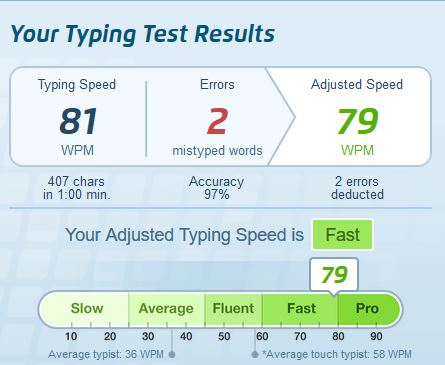 Your Typing Test Results
Typing Speed
81
WPM
Errors
2
mistyped words
Adjusted Speed
79
WPM
407 chars
in 1:00 min.
Accuracy
97%
2 errors
deducted
Your Adjusted Typing Speed is Fast
79
Slow Average Fluent Fast Pro
10 20 30 40 50 60 70 80 90
Average typist: 36 WPM *Average touch typist: 58 WPM